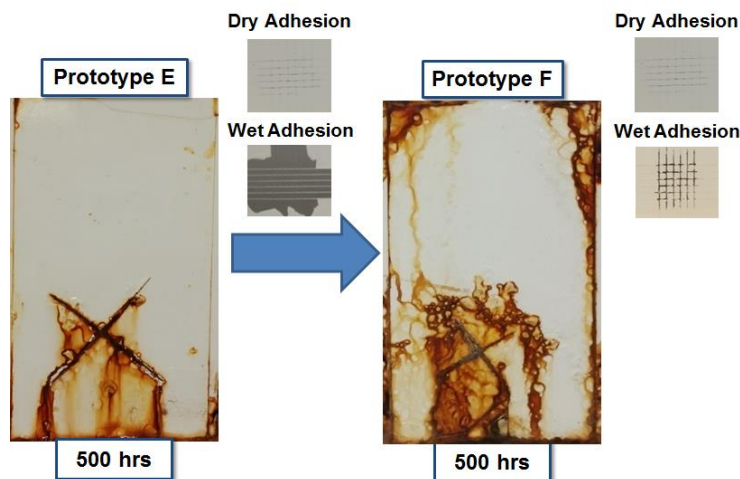 Dry Adhesion
Prototype E
Wet Adhesion
500 hrs
Dry Adhesion
Prototype F
Wet Adhesion
500 hrs